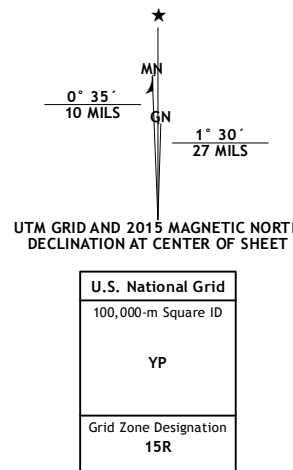 ★
MN
0° 35´
10 MILS
GN
1° 30´
27 MILS
UTM GRID AND 2015 MAGNETIC NORT
DECLINATION AT CENTER OF SHEET
U.S. National Grid
100,000-m Square ID
YP
Grid Zone Designation
15R